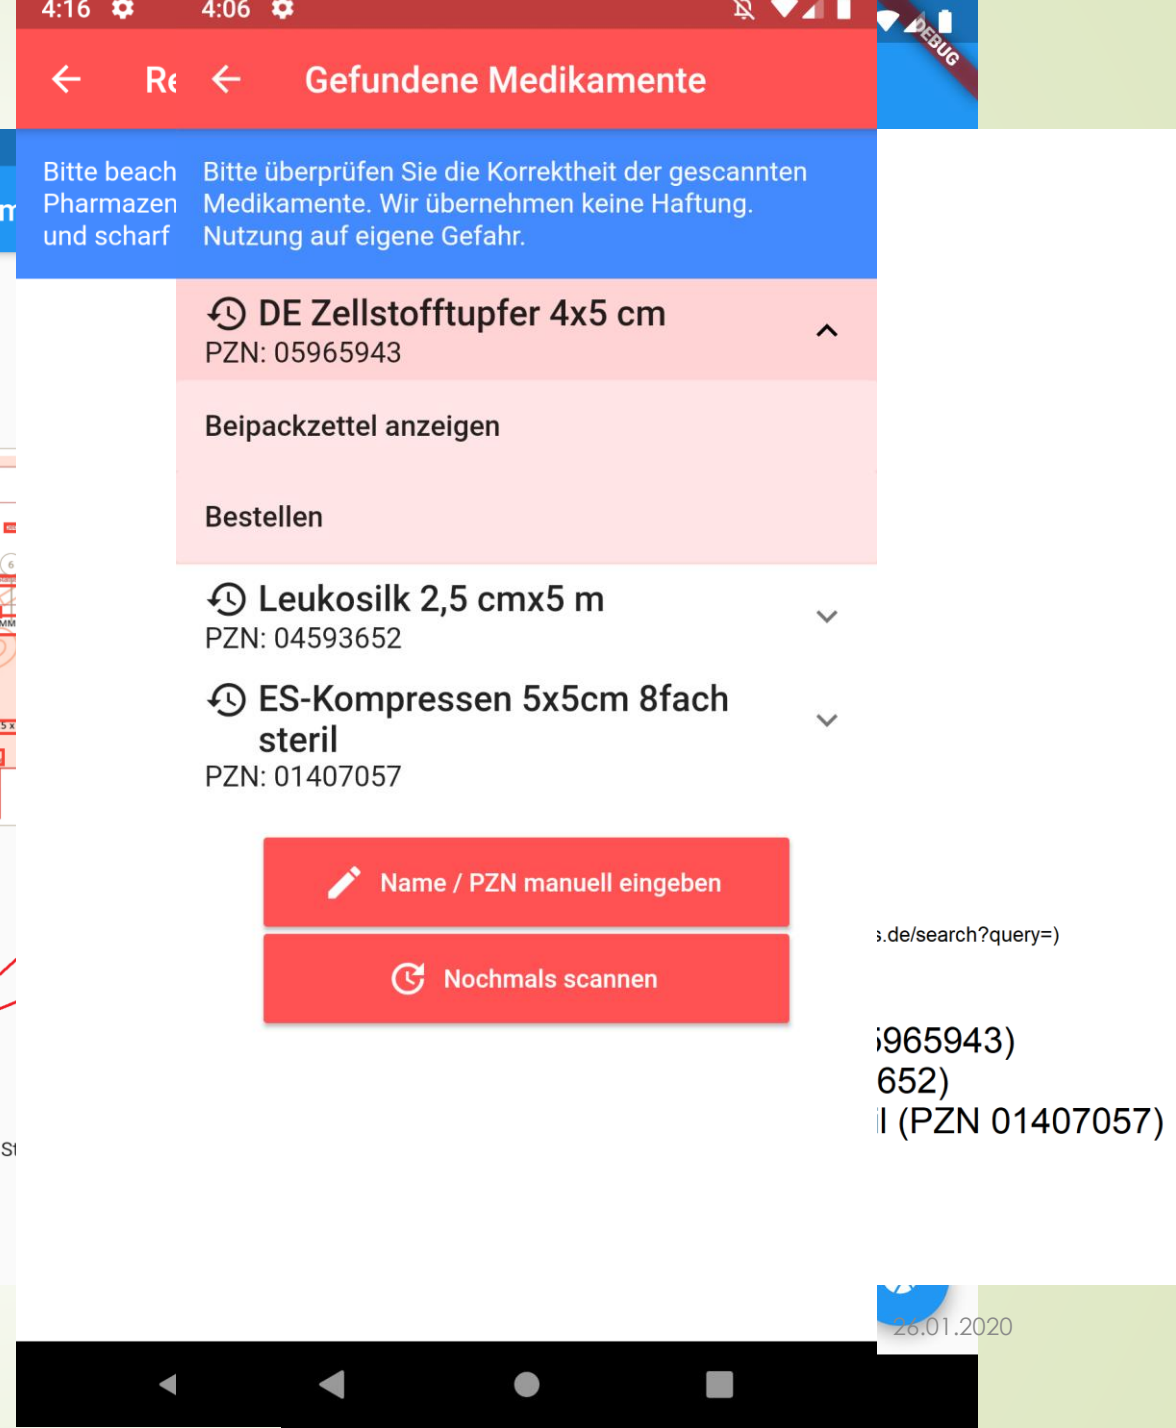 4:16
4:06
DEBUG
Gefundene Medikamente
Bitte beach
Pharmazen
und scharf
Bitte überprüfen Sie die Korrektheit der gescannten
Medikamente. Wir übernehmen keine Haftung.
Nutzung auf eigene Gefahr.
DE Zellstofftupfer 4x5 cm
PZN: 05965943
Beipackzettel anzeigen
Bestellen
Leukosilk 2,5 cmx5 m
PZN: 04593652
ES-Kompressen 5x5cm 8fach
steril
PZN: 01407057
Name / PZN manuell eingeben
s.de/search?query=)
Nochmals scannen
5965943)
652)
il (PZN 01407057)
St
26.01.2020